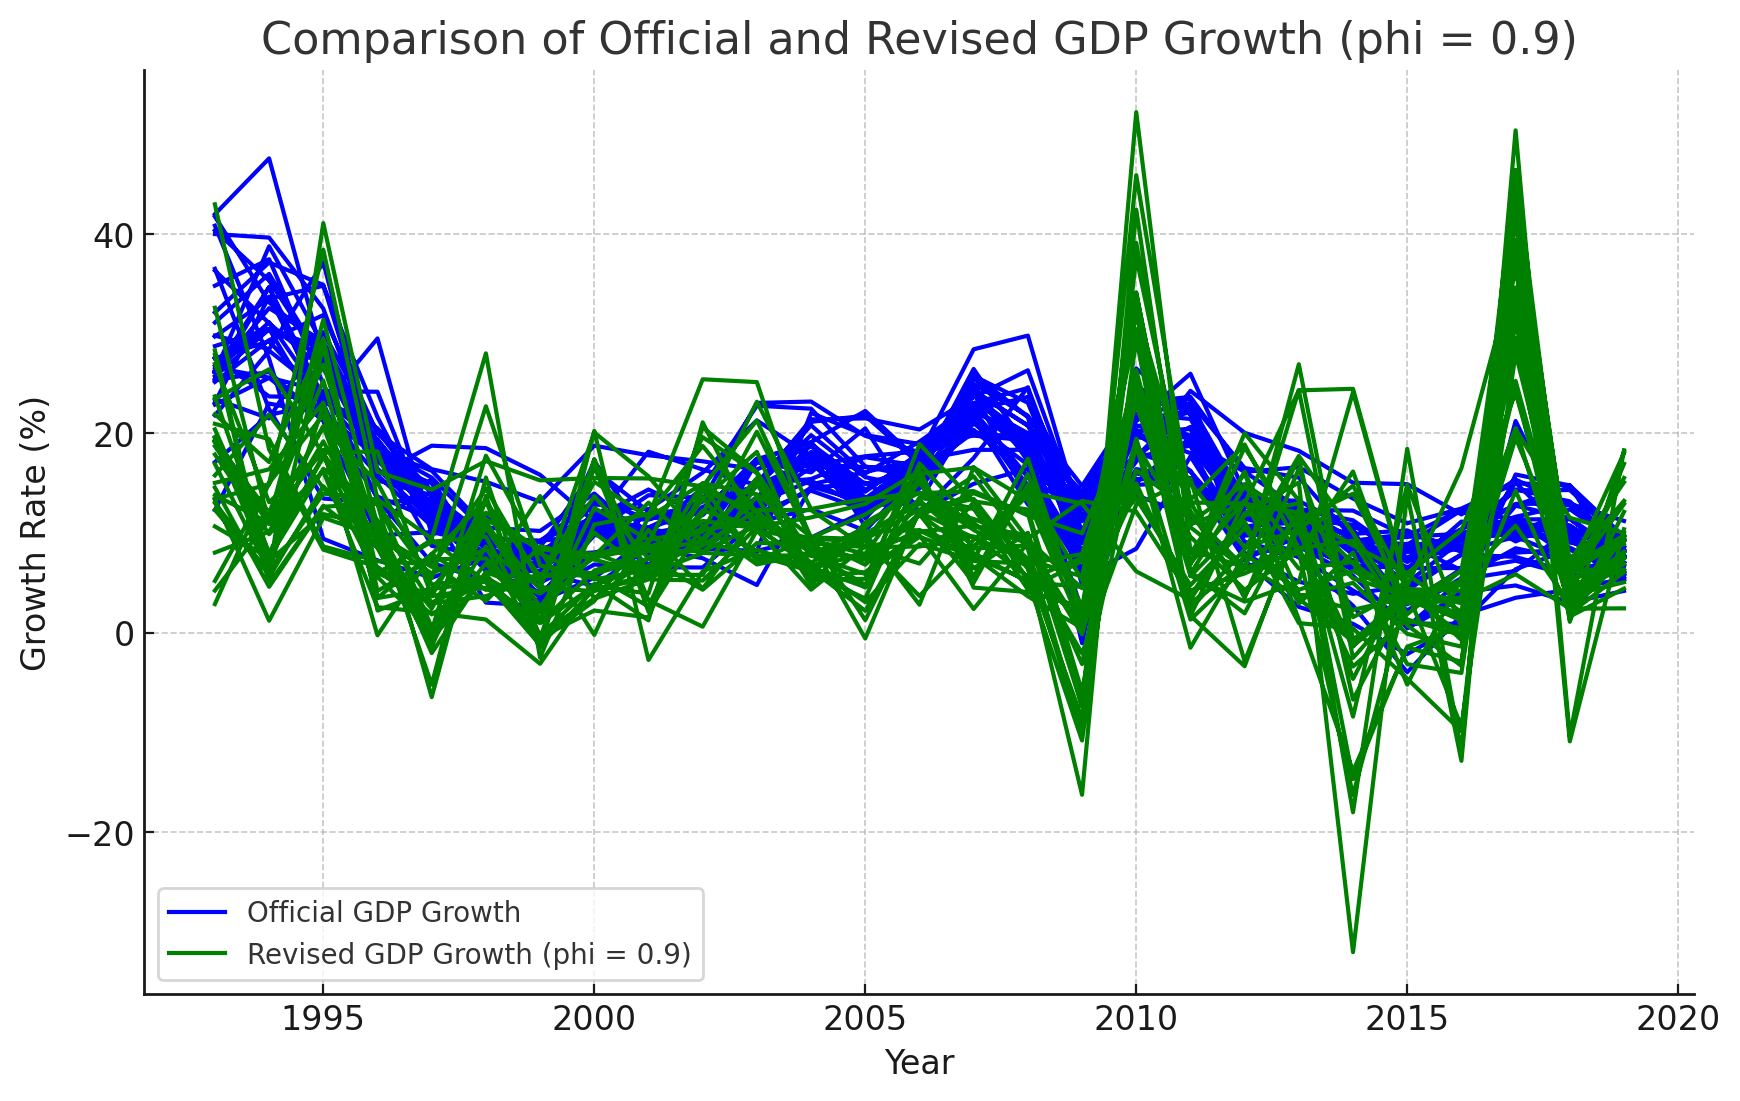 Comparison of Official and Revised GDP Growth (phi = 0.9)
Growth Rate (%)
40
20
0
−20
Official GDP Growth
Revised GDP Growth (phi = 0.9)
1995
2000
2005
2010
2015
2020
Year